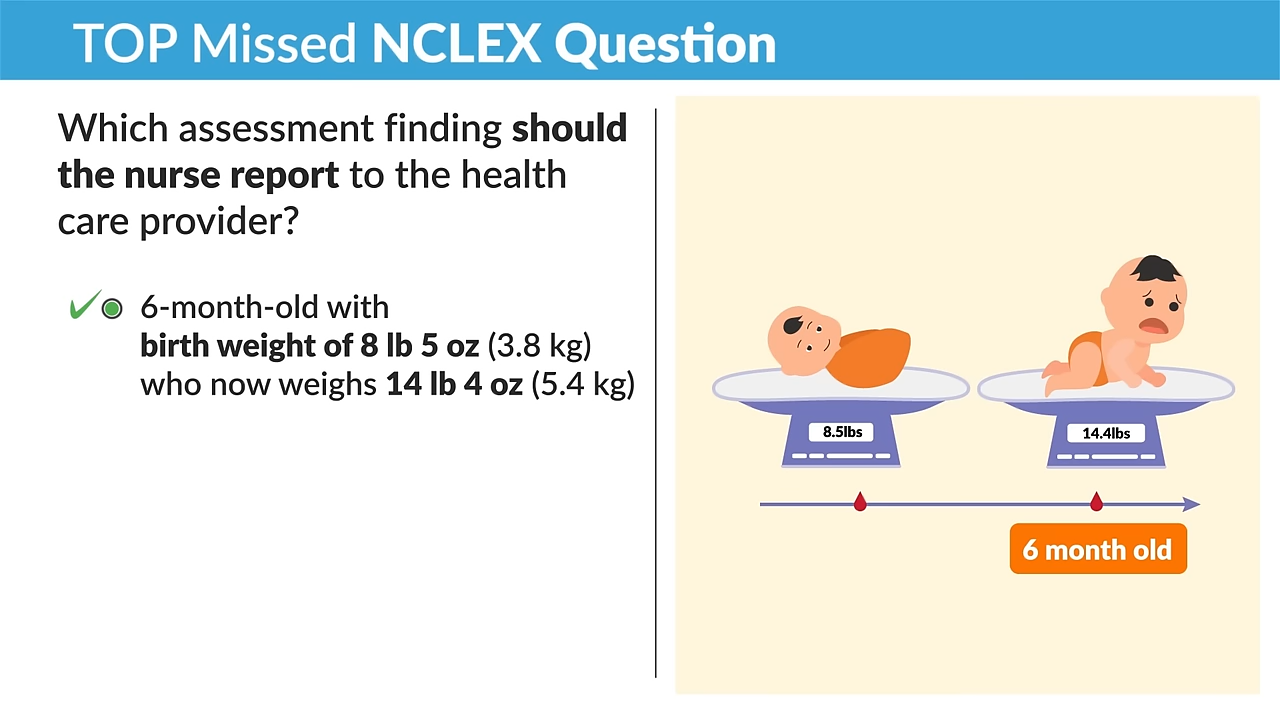 TOP Missed NCLEX Question
Which assessment finding should
the nurse report to the health
care provider?
6-month-old with
birth weight of 8 lb 5 oz (3.8 kg)
who now weighs 14 lb 4 oz (5.4 kg)
8.5lbs
14.4lbs
6 month old